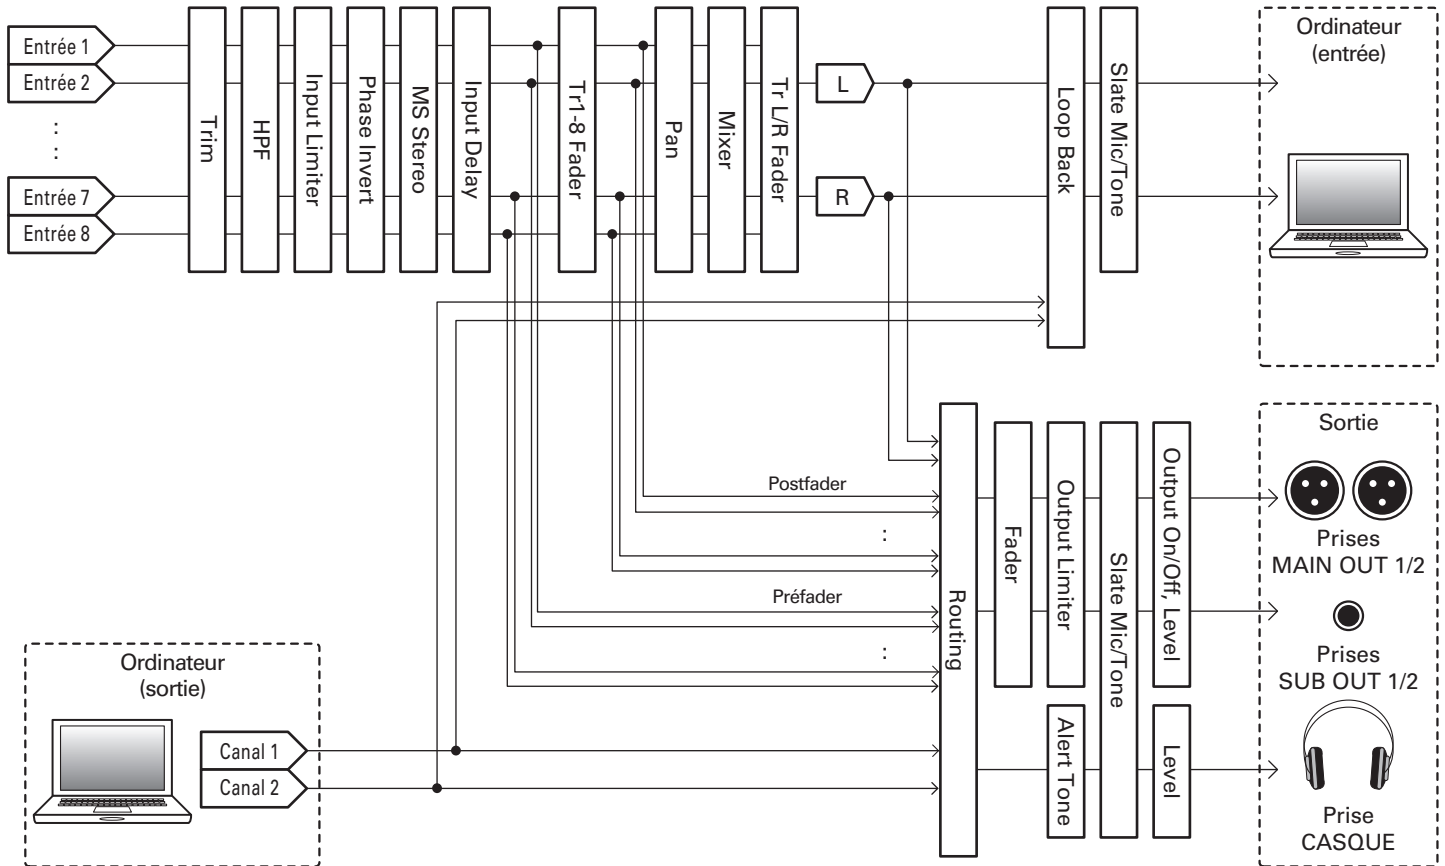 Entrée 1
Entrée 2
:
:
Entrée 7
Entrée 8
Trim
HPF
Input Limiter
Phase Invert
MS Stereo
Input Delay
Tr1-8 Fader
Pan
Mixer
Tr L/R Fader
L
R
Loop Back
Slate Mic/Tone
Ordinateur
(entrée)
Postfader
:
Préfader
:
Routing
Fader
Output Limiter
Alert Tone
Slate Mic/Tone
Output On/Off, Level
Level
Sortie
Prises
MAIN OUT 1/2
Prises
SUB OUT 1/2
Prise
CASQUE
Ordinateur
(sortie)
Canal 1
Canal 2